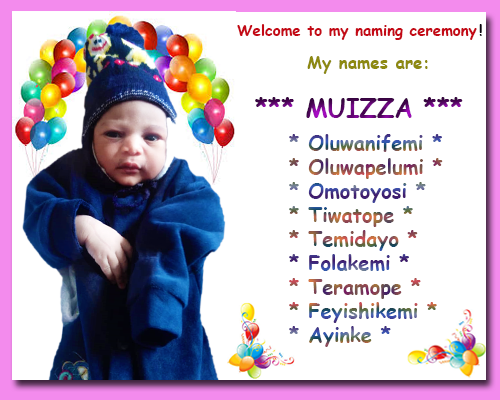 Welcome to my naming ceremony!
My names are:
*** MUIZZA ***
* Oluwanifemi *
* Oluwapelumi *
* Omotoyosi *
* Tiwatope *
* Temidayo *
* Folakemi *
* Teramope *
* Feyishikemi *
* Ayinke *